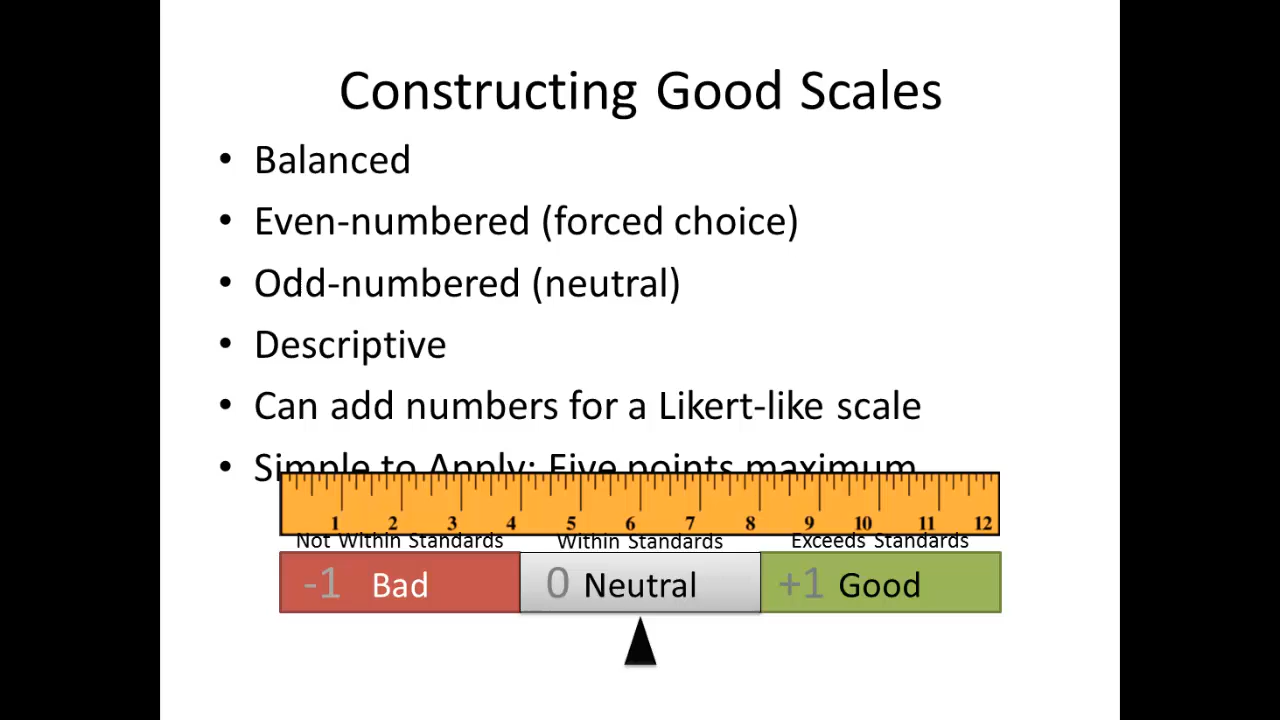 Constructing Good Scales
• Balanced
• Even-numbered (forced choice)
• Odd-numbered (neutral)
• Descriptive
• Can add numbers for a Likert-like scale
• Simple to Apply: Five points maximum
1 2 3 4 5 6 7 8 9 10 11 12
Not Within Standards Within Standards Exceeds Standards
-1 Bad 0 Neutral +1 Good